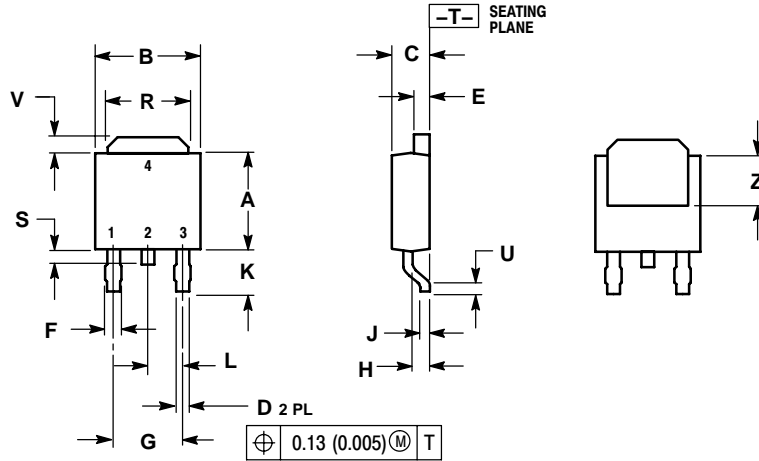 –T– SEATING
PLANE
B
C
V
R
E
4
Z
A
S
1 2 3
U
K
F
J
L
H
D 2 PL
G
⌖ 0.13 (0.005) Ⓜ T